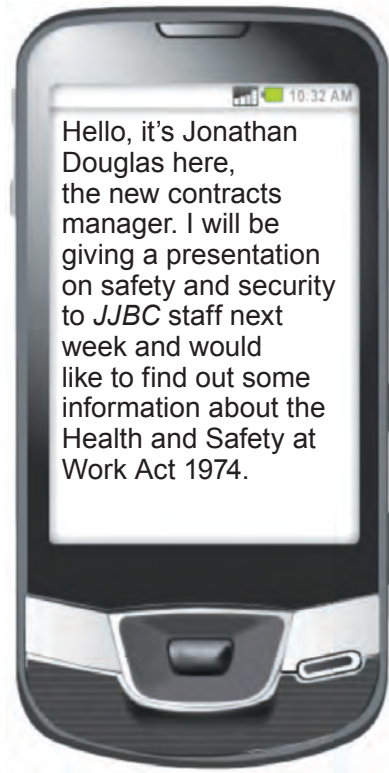 10:32 AM
Hello, it's Jonathan
Douglas here,
the new contracts
manager. I will be
giving a presentation
on safety and security
to JJBC staff next
week and would
like to find out some
information about the
Health and Safety at
Work Act 1974.